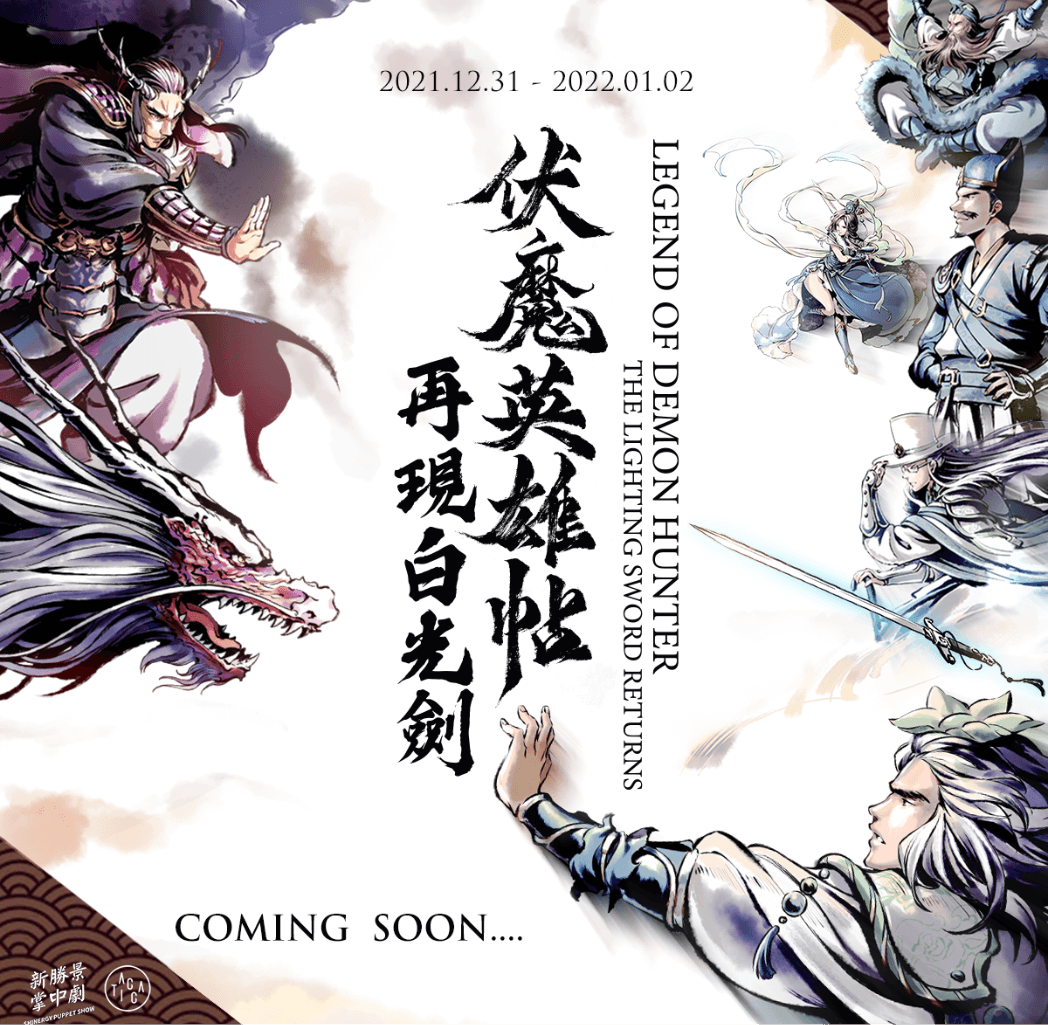 2021.12.31 - 2022.01.02
伏魔英雄帖
再現白光劍
LEGEND OF DEMON HUNTER
THE LIGHTING SWORD RETURNS
COMING SOON....
新勝景
掌中劇
SHINERGY PUPPET SHOW